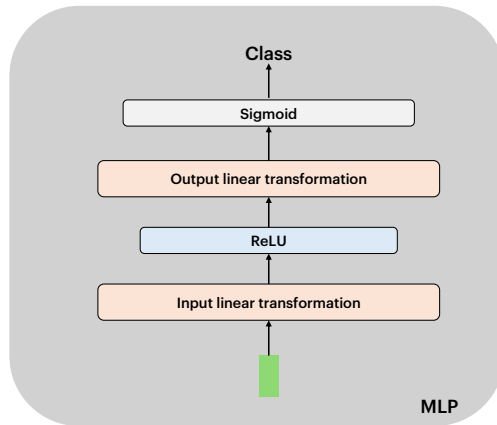 Class
Sigmoid
Output linear transformation
ReLU
Input linear transformation
MLP